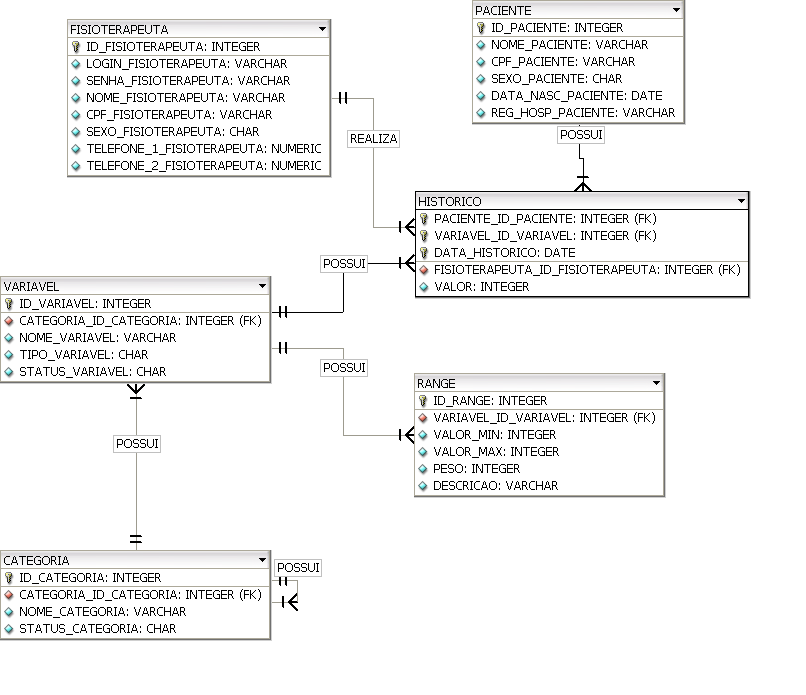 FISIOTERAPEUTA
ID_FISIOTERAPEUTA: INTEGER
LOGIN_FISIOTERAPEUTA: VARCHAR
SENHA_FISIOTERAPEUTA: VARCHAR
NOME_FISIOTERAPEUTA: VARCHAR
CPF_FISIOTERAPEUTA: VARCHAR
SEXO_FISIOTERAPEUTA: CHAR
TELEFONE_1_FISIOTERAPEUTA: NUMERIC
TELEFONE_2_FISIOTERAPEUTA: NUMERIC
PACIENTE
ID_PACIENTE: INTEGER
NOME_PACIENTE: VARCHAR
CPF_PACIENTE: VARCHAR
SEXO_PACIENTE: CHAR
DATA_NASC_PACIENTE: DATE
REG_HOSP_PACIENTE: VARCHAR
REALIZA
POSSUI
HISTORICO
PACIENTE_ID_PACIENTE: INTEGER (FK)
VARIAVEL_ID_VARIAVEL: INTEGER (FK)
DATA_HISTORICO: DATE
FISIOTERAPEUTA_ID_FISIOTERAPEUTA: INTEGER (FK)
VALOR: INTEGER
POSSUI
VARIAVEL
ID_VARIAVEL: INTEGER
CATEGORIA_ID_CATEGORIA: INTEGER (FK)
NOME_VARIAVEL: VARCHAR
TIPO_VARIAVEL: CHAR
STATUS_VARIAVEL: CHAR
POSSUI
RANGE
ID_RANGE: INTEGER
VARIAVEL_ID_VARIAVEL: INTEGER (FK)
VALOR_MIN: INTEGER
VALOR_MAX: INTEGER
PESO: INTEGER
DESCRICAO: VARCHAR
POSSUI
CATEGORIA
ID_CATEGORIA: INTEGER
CATEGORIA_ID_CATEGORIA: INTEGER (FK)
NOME_CATEGORIA: VARCHAR
STATUS_CATEGORIA: CHAR
POSSUI